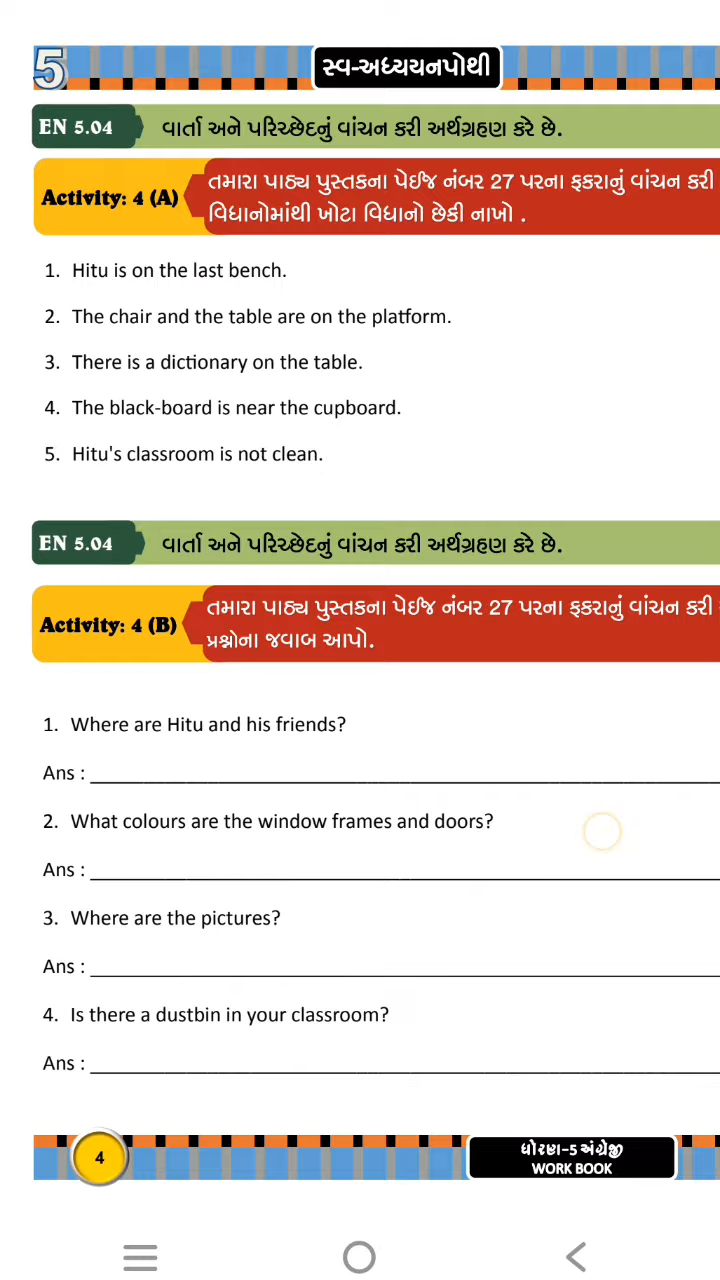 5
સ્વ-અધ્યયનપોથી
EN 5.04
વાર્તા અને પરિચ્છેદનું વાંચન કરી અર્થગ્રહણ કરે છે.
Activity: 4 (A)
તમારા પાઠ્ય પુસ્તકના પેઈજ નંબર 27 પરના ફકરાનું વાંચન કરી
વિધાનોમાંથી ખોટા વિધાનો છેકી નાખો .
1. Hitu is on the last bench.
2. The chair and the table are on the platform.
3. There is a dictionary on the table.
4. The black-board is near the cupboard.
5. Hitu's classroom is not clean.
EN 5.04
વાર્તા અને પરિચ્છેદનું વાંચન કરી અર્થગ્રહણ કરે છે.
Activity: 4 (B)
તમારા પાઠ્ય પુસ્તકના પેઈજ નંબર 27 પરના ફકરાનું વાંચન કરી
પ્રશ્નોના જવાબ આપો.
1. Where are Hitu and his friends?
Ans :
2. What colours are the window frames and doors?
Ans :
3. Where are the pictures?
Ans :
4. Is there a dustbin in your classroom?
Ans :
4
ધોરણ-5 અંગ્રેજી
WORK BOOK